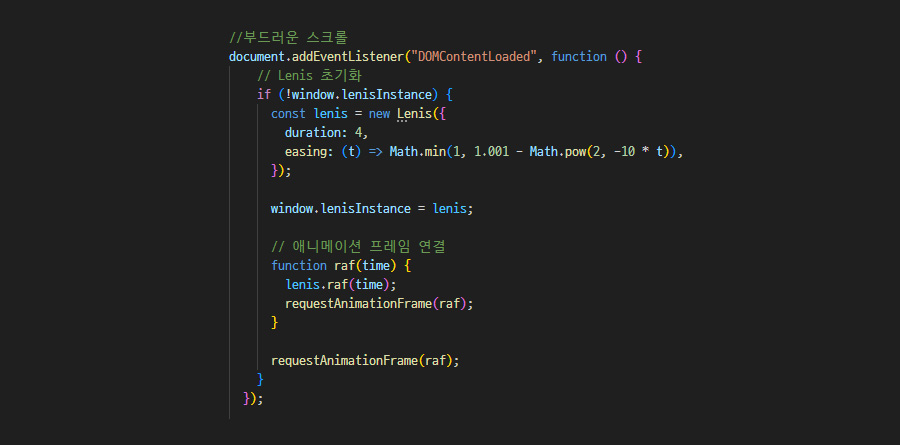 //부드러운 스크롤
document.addEventListener("DOMContentLoaded", function () {
// Lenis 초기화
if (!window.lenisInstance) {
const lenis = new Lenis({
duration: 4,
easing: (t) => Math.min(1, 1.001 - Math.pow(2, -10 * t)),
});
window.lenisInstance = lenis;
// 애니메이션 프레임 연결
function raf(time) {
lenis.raf(time);
requestAnimationFrame(raf);
}
requestAnimationFrame(raf);
}
});